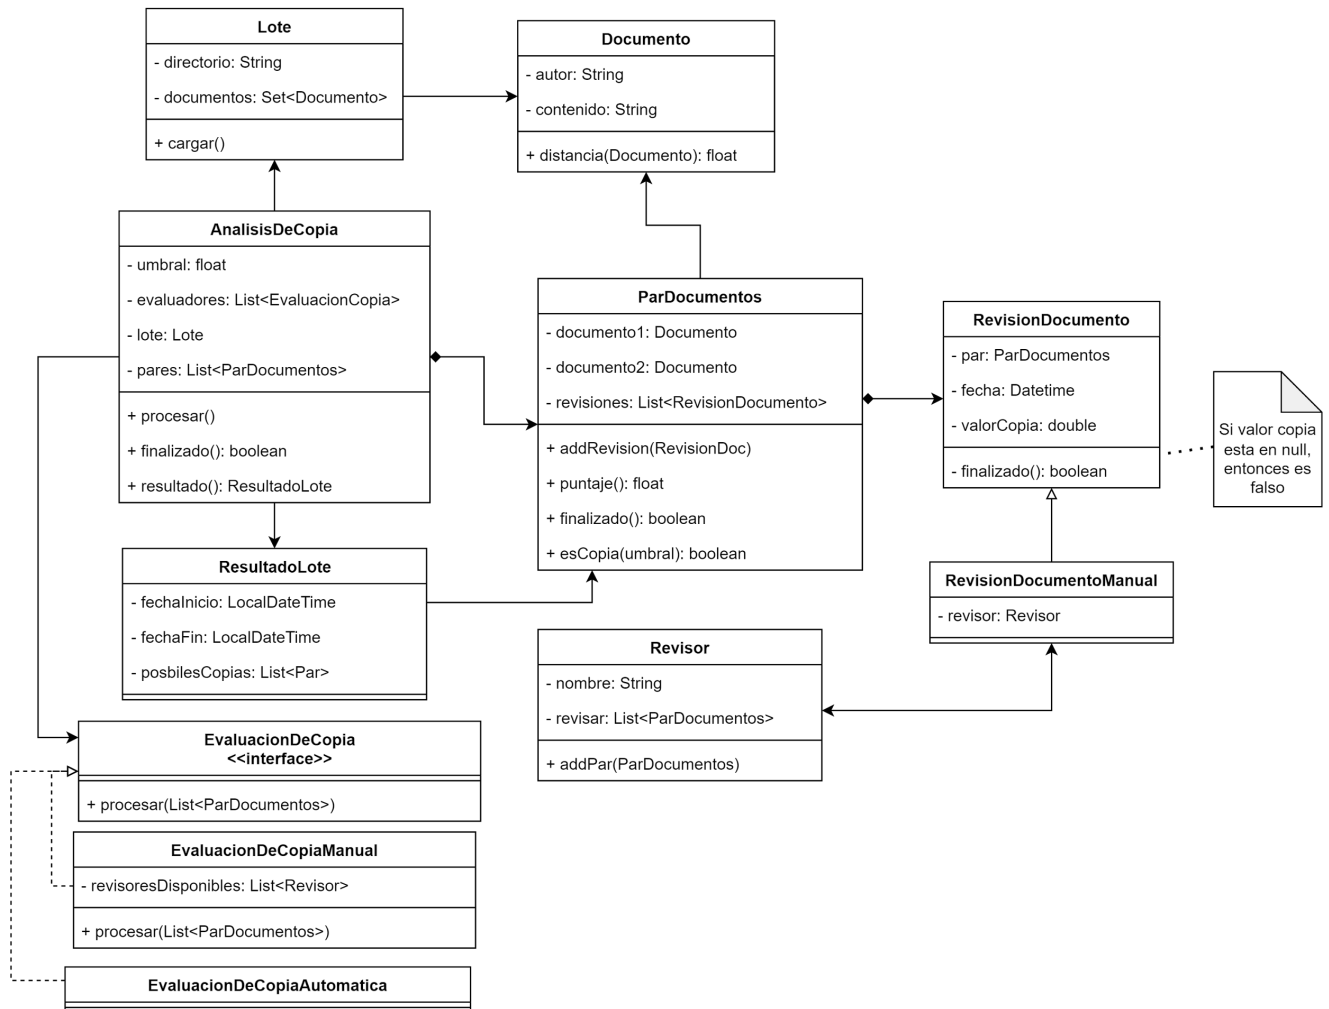 Lote
- directorio: String
- documentos: Set<Documento>
+ cargar()
Documento
- autor: String
- contenido: String
+ distancia(Documento): float
AnalisisDeCopia
- umbral: float
- evaluadores: List<EvaluacionCopia>
- lote: Lote
- pares: List<ParDocumentos>
+ procesar()
+ finalizado(): boolean
+ resultado(): ResultadoLote
ParDocumentos
- documento1: Documento
- documento2: Documento
- revisiones: List<RevisionDocumento>
+ addRevision(RevisionDoc)
+ puntaje(): float
+ finalizado(): boolean
+ esCopia(umbral): boolean
RevisionDocumento
- par: ParDocumentos
- fecha: Datetime
- valorCopia: double
- finalizado(): boolean
Si valor copia
esta en null,
entonces es
falso
ResultadoLote
- fechaInicio: LocalDateTime
- fechaFin: LocalDateTime
- posbilesCopias: List<Par>
RevisionDocumentoManual
- revisor: Revisor
Revisor
- nombre: String
- revisar: List<ParDocumentos>
+ addPar(ParDocumentos)
EvaluacionDeCopia
<<interface>>
+ procesar(List<ParDocumentos>)
EvaluacionDeCopiaManual
- revisoresDisponibles: List<Revisor>
+ procesar(List<ParDocumentos>)
EvaluacionDeCopiaAutomatica